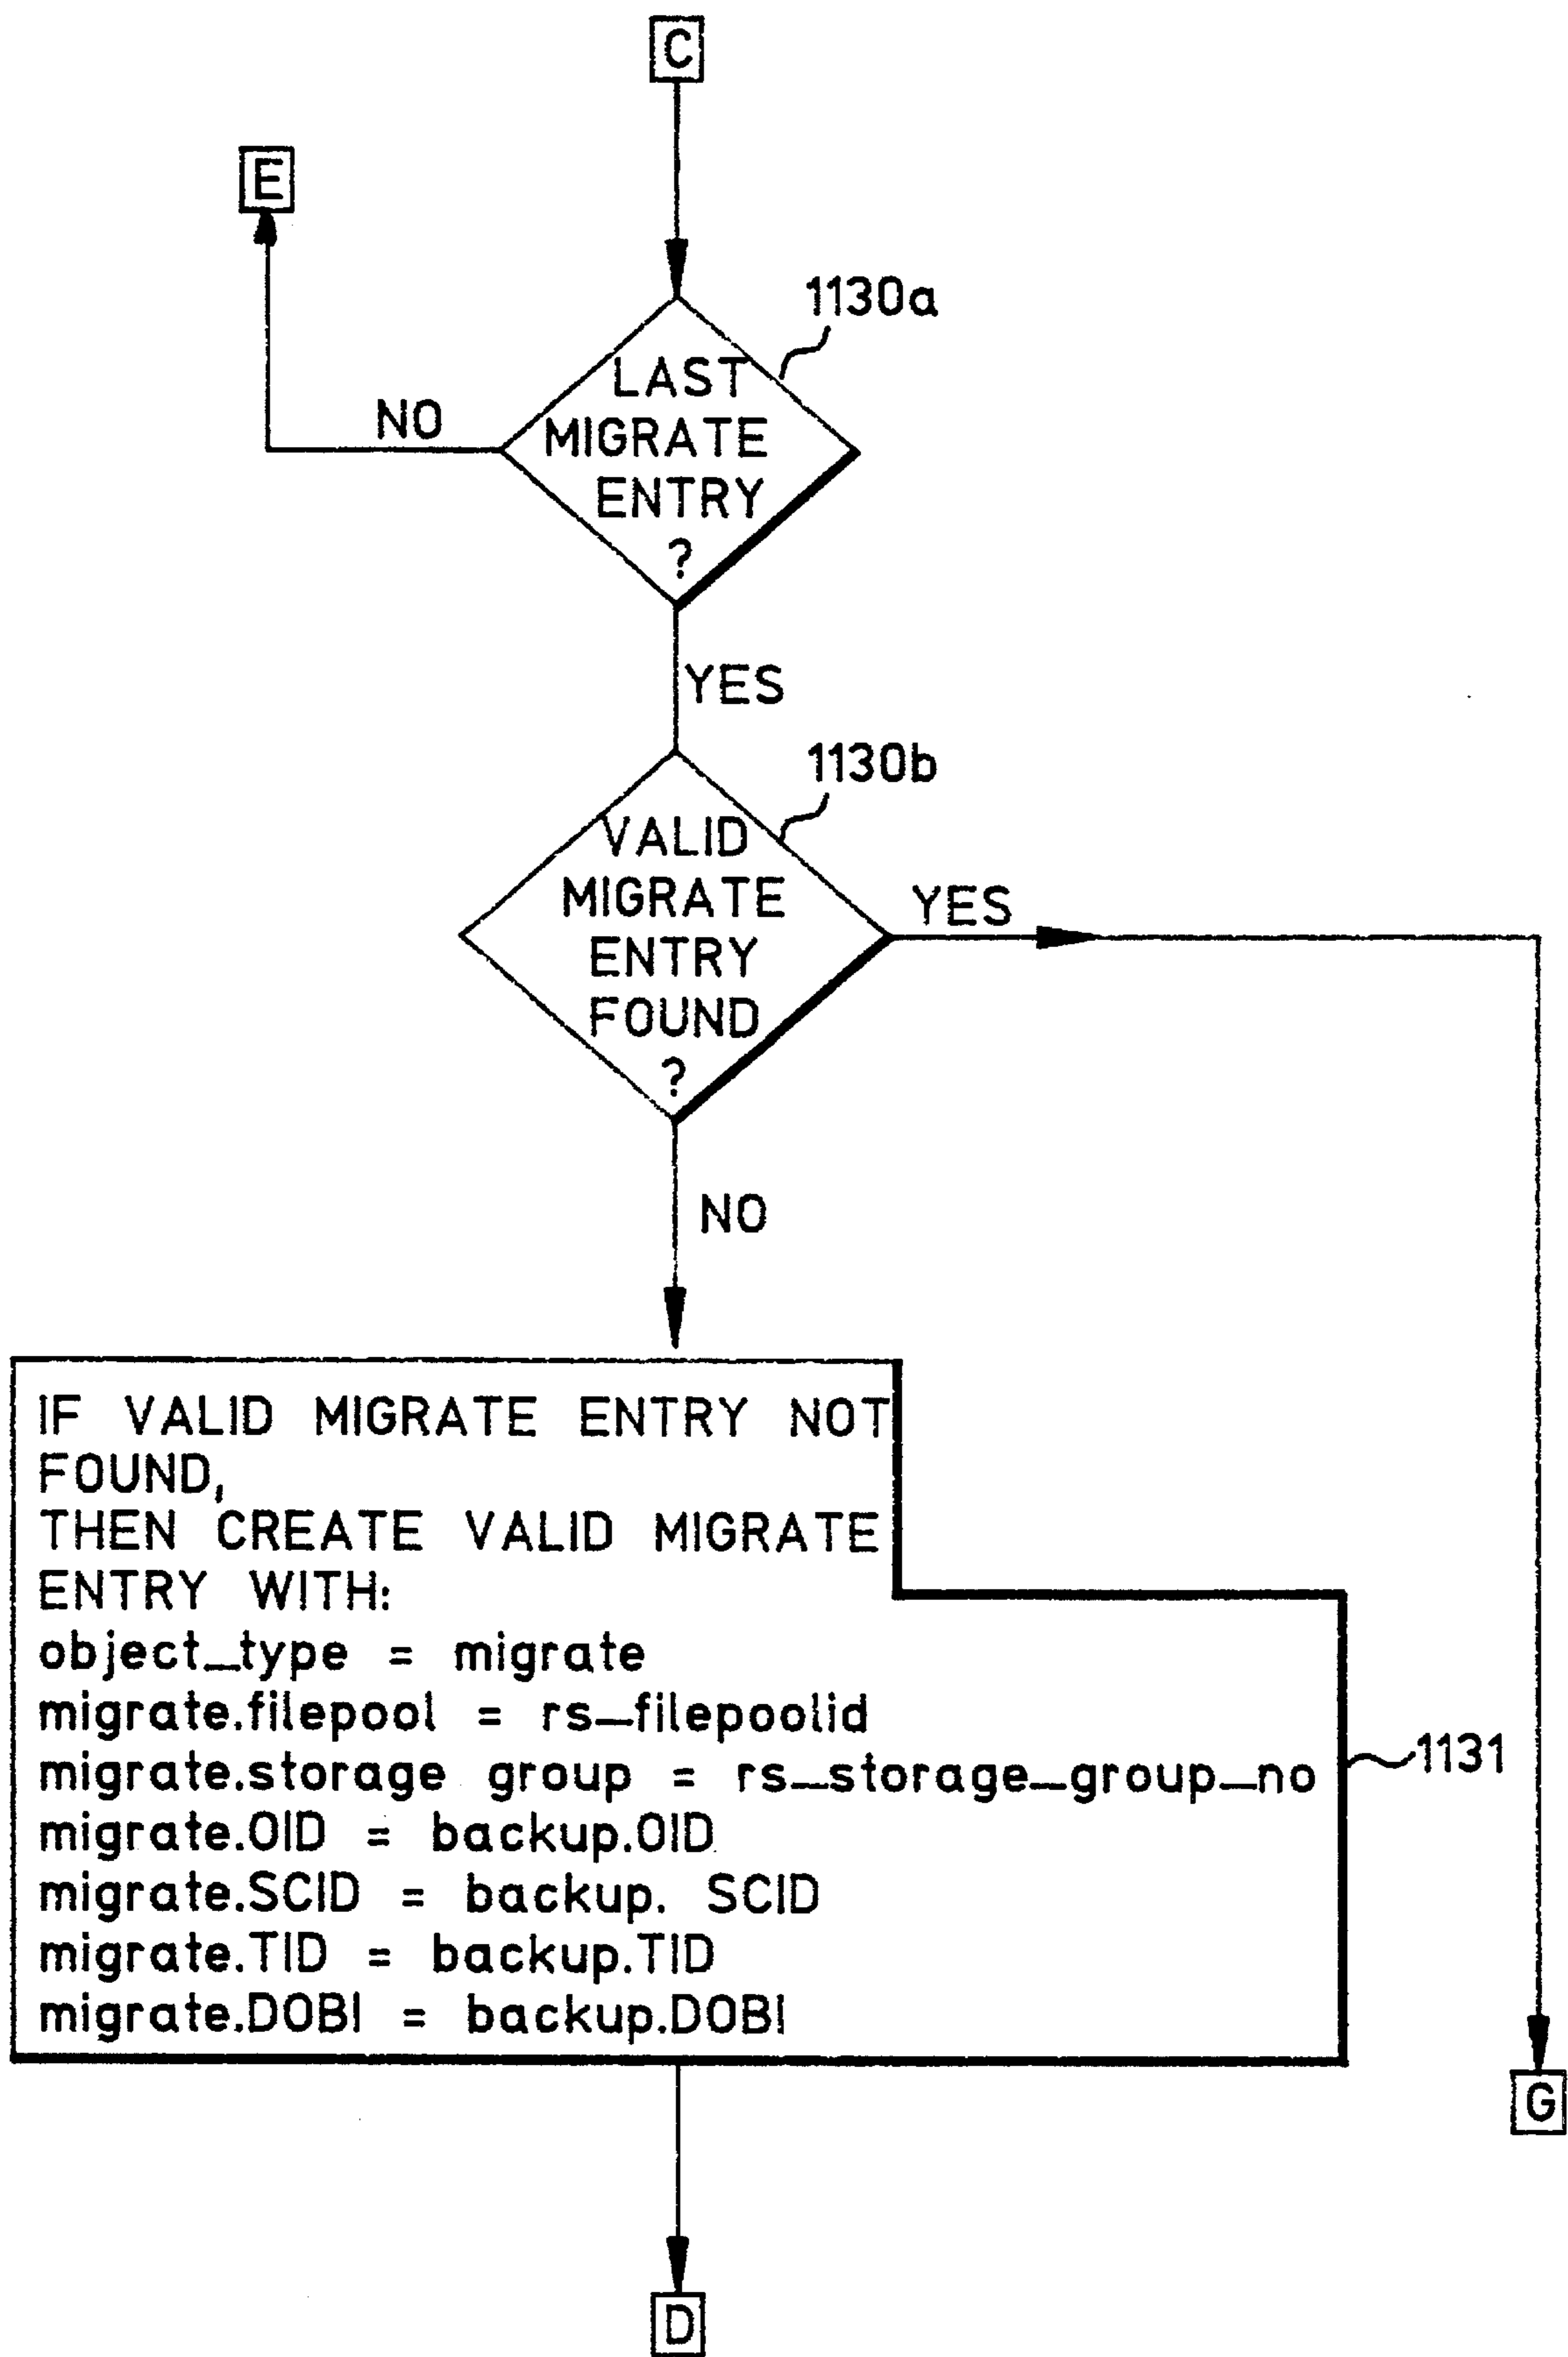 C
E
1130a
LAST
MIGRATE
ENTRY
?
NO
YES
1130b
VALID
MIGRATE
ENTRY
FOUND
?
YES
NO
IF VALID MIGRATE ENTRY NOT
FOUND,
THEN CREATE VALID MIGRATE
ENTRY WITH:
object_type = migrate
migrate.filepool = rs_filepoolid
migrate.storage group = rs_storage_group_no
migrate.OID = backup.OID
migrate.SCID = backup. SCID
migrate.TID = backup.TID
migrate.DOBI = backup.DOBI
1131
G
D